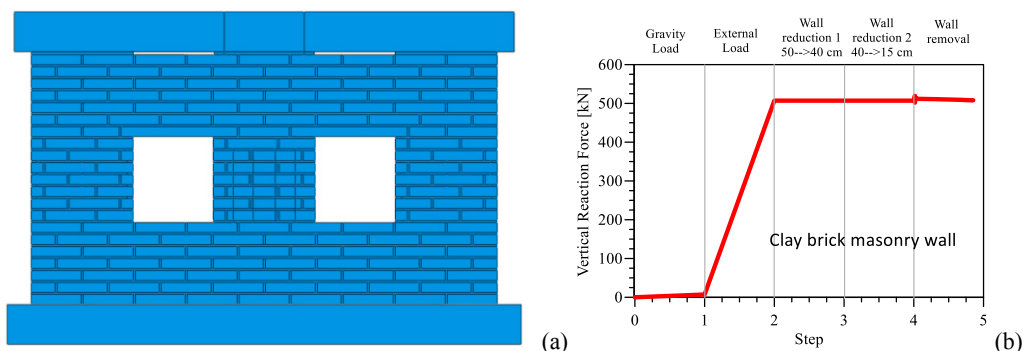 Gravity Load
External Load
Wall reduction 1 50-->40 cm
Wall reduction 2 40-->15 cm
Wall removal
600
500
400
300
200
100
0
Vertical Reaction Force [kN]
Clay brick masonry wall
0 1 2 3 4 5
Step
(a)
(b)